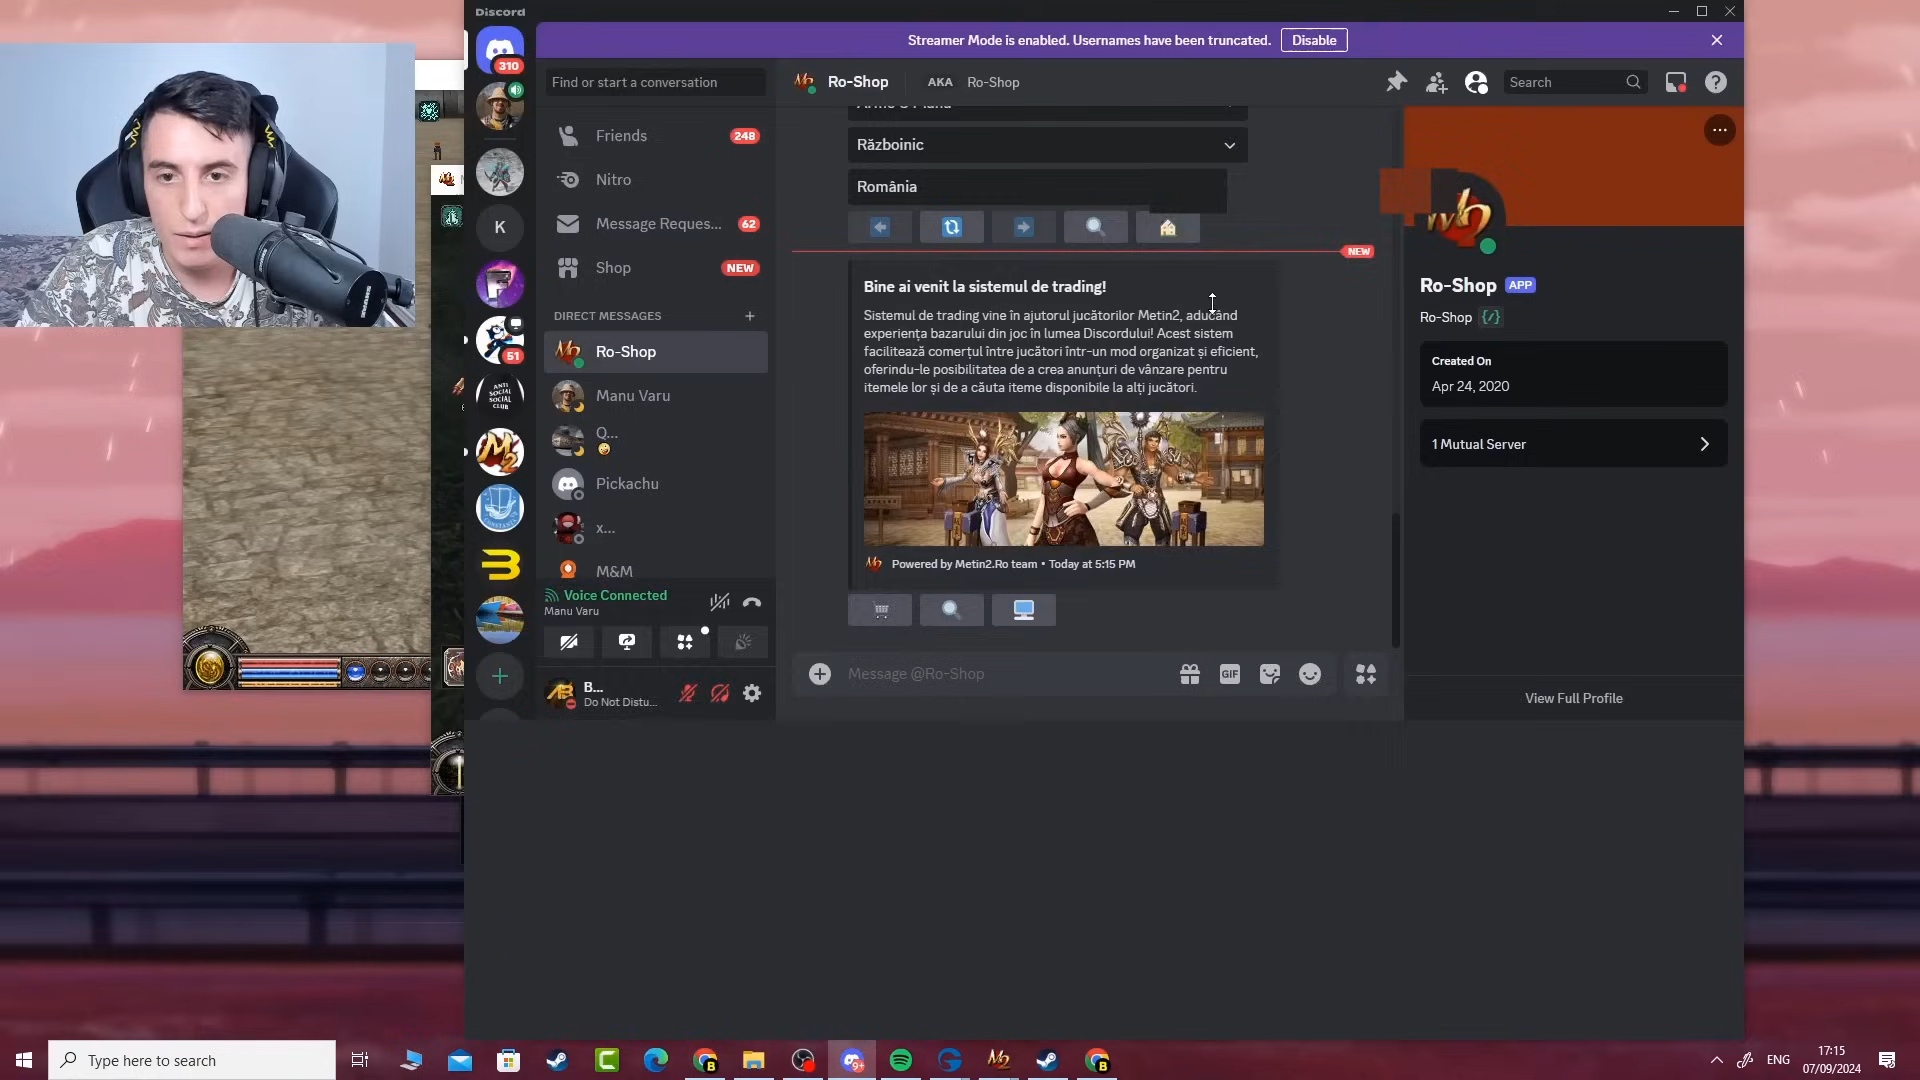 Discord
Streamer Mode is enabled. Usernames have been truncated.
Disable
310
Find or start a conversation
Ro-Shop
AKA
Ro-Shop
Search
Friends
248
Nitro
Message Reques...
62
Shop
NEW
K
DIRECT MESSAGES
51
Ro-Shop
ANTI
SOCIAL
SOCIAL
CLUB
Manu Varu
Q...
Pickachu
x...
M&M
Voice Connected
Manu Varu
B...
Do Not Distu...
Războinic
România
NEW
Bine ai venit la sistemul de trading!
Sistemul de trading vine în ajutorul jucătorilor Metin2, aducând
experiența bazarului din joc în lumea Discordului! Acest sistem
facilitează comerțul între jucători într-un mod organizat și eficient,
oferindu-le posibilitatea de a crea anunțuri de vânzare pentru
itemele lor și de a căuta iteme disponibile la alți jucători.
Powered by Metin2.Ro team • Today at 5:15 PM
Message @Ro-Shop
GIF
Ro-Shop
APP
Ro-Shop
Created On
Apr 24, 2020
1 Mutual Server
View Full Profile
Type here to search
9+
ENG
17:15
07/09/2024